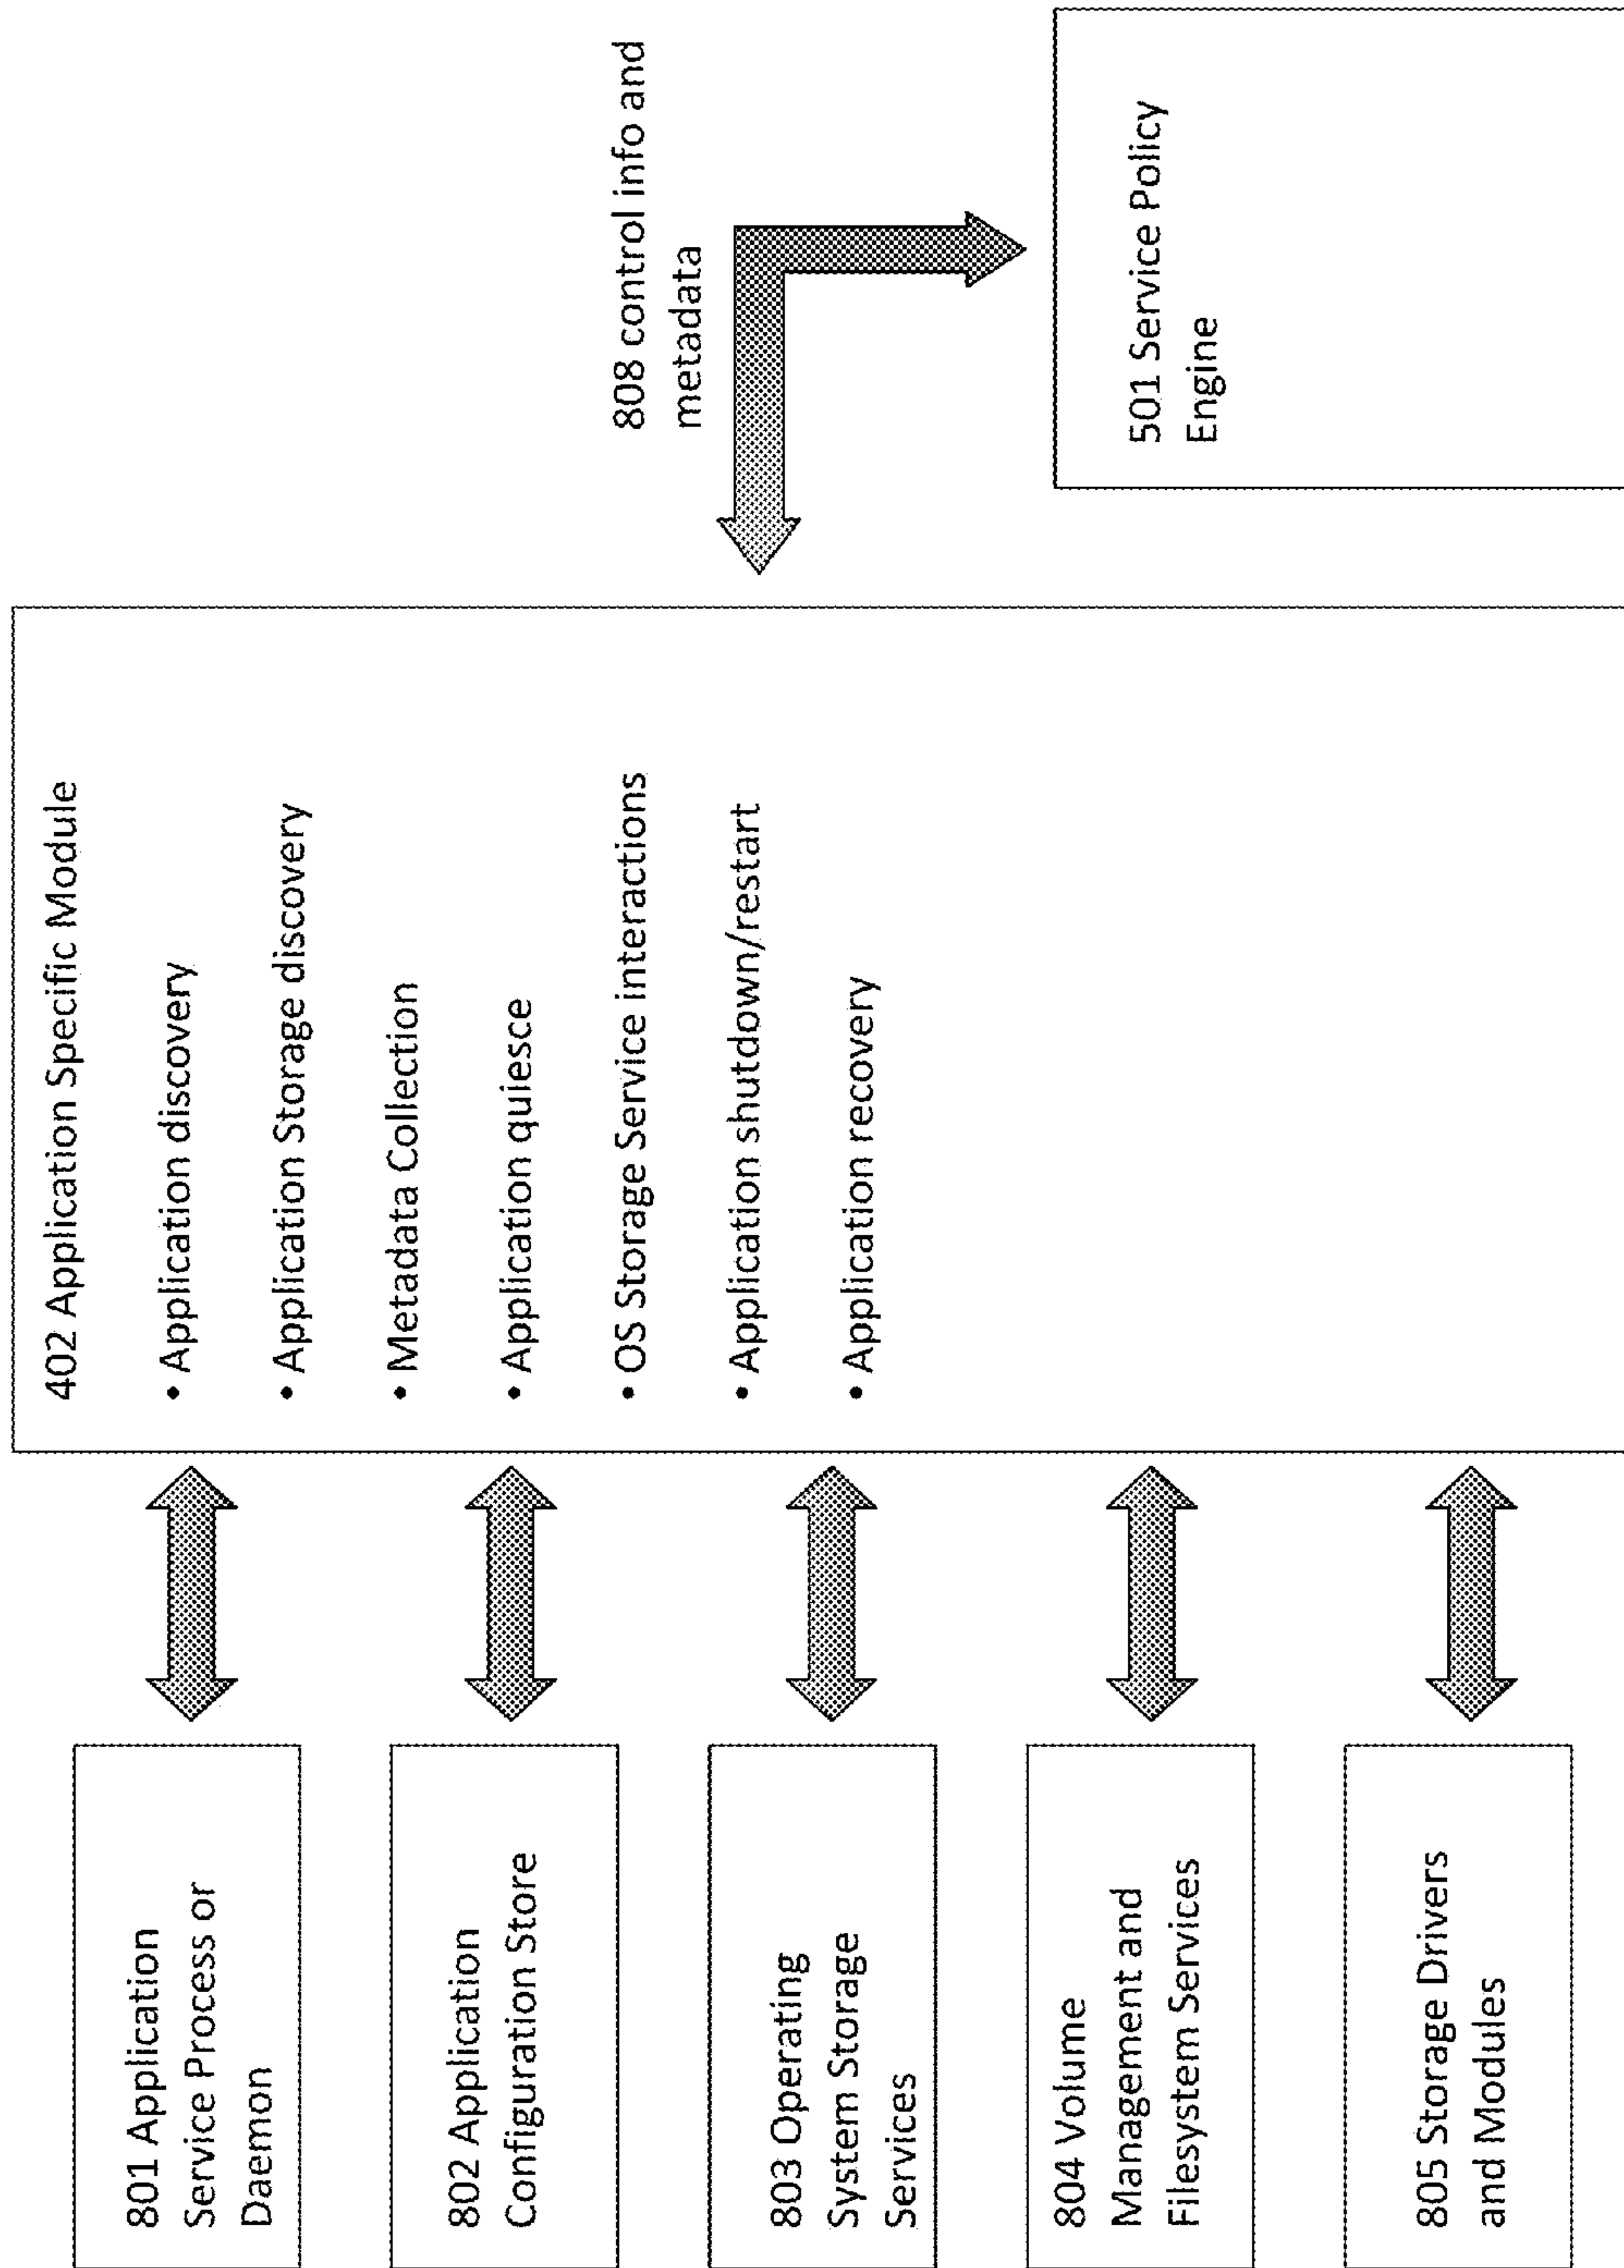 801 Application
Service Process or
Daemon
802 Application
Configuration Store
803 Operating
System Storage
Services
804 Volume
Management and
Filesystem Services
805 Storage Drivers
and Modules
402 Application Specific Module
• Application discovery
• Application Storage discovery
• Metadata Collection
• Application quiesce
• OS Storage Service interactions
• Application shutdown/restart
• Application recovery
808 control info and
metadata
501 Service Policy
Engine